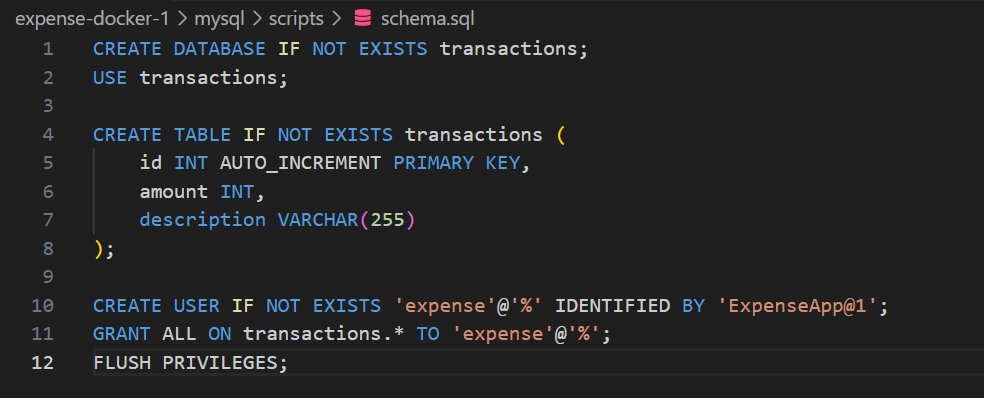 expense-docker-1 > mysql > scripts > schema.sql
1 CREATE DATABASE IF NOT EXISTS transactions;
2 USE transactions;
3
4 CREATE TABLE IF NOT EXISTS transactions (
5     id INT AUTO_INCREMENT PRIMARY KEY,
6     amount INT,
7     description VARCHAR(255)
8 );
9
10 CREATE USER IF NOT EXISTS 'expense'@'%' IDENTIFIED BY 'ExpenseApp@1';
11 GRANT ALL ON transactions.* TO 'expense'@'%';
12 FLUSH PRIVILEGES;